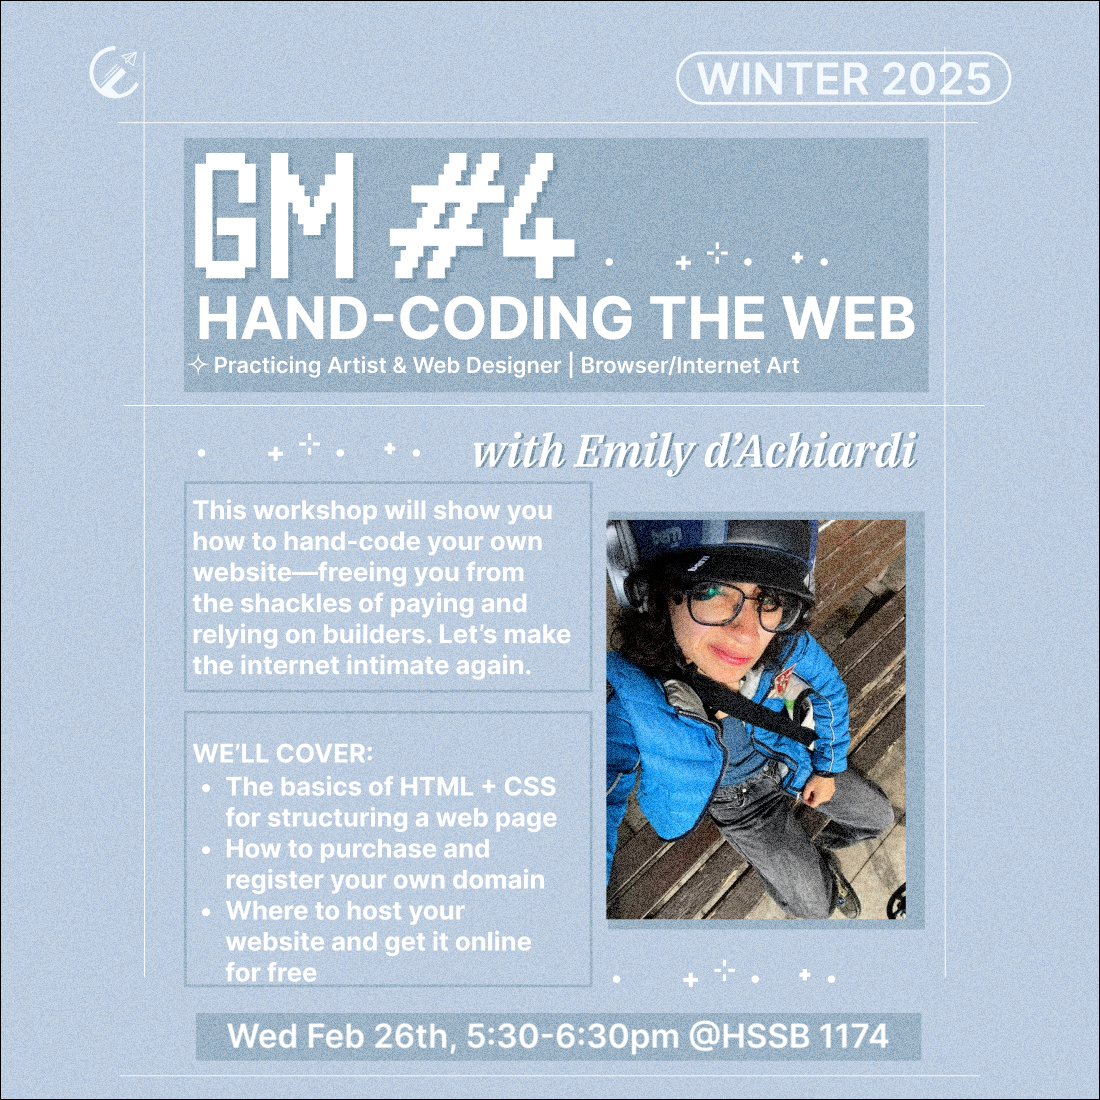 WINTER 2025
GM #4
HAND-CODING THE WEB
Practicing Artist & Web Designer | Browser/Internet Art
with Emily d’Achiardi
This workshop will show you
how to hand-code your own
website—freeing you from
the shackles of paying and
relying on builders. Let’s make
the internet intimate again.
WE’LL COVER:
• The basics of HTML + CSS
for structuring a web page
• How to purchase and
register your own domain
• Where to host your
website and get it online
for free
bern
Wed Feb 26th, 5:30-6:30pm @HSSB 1174